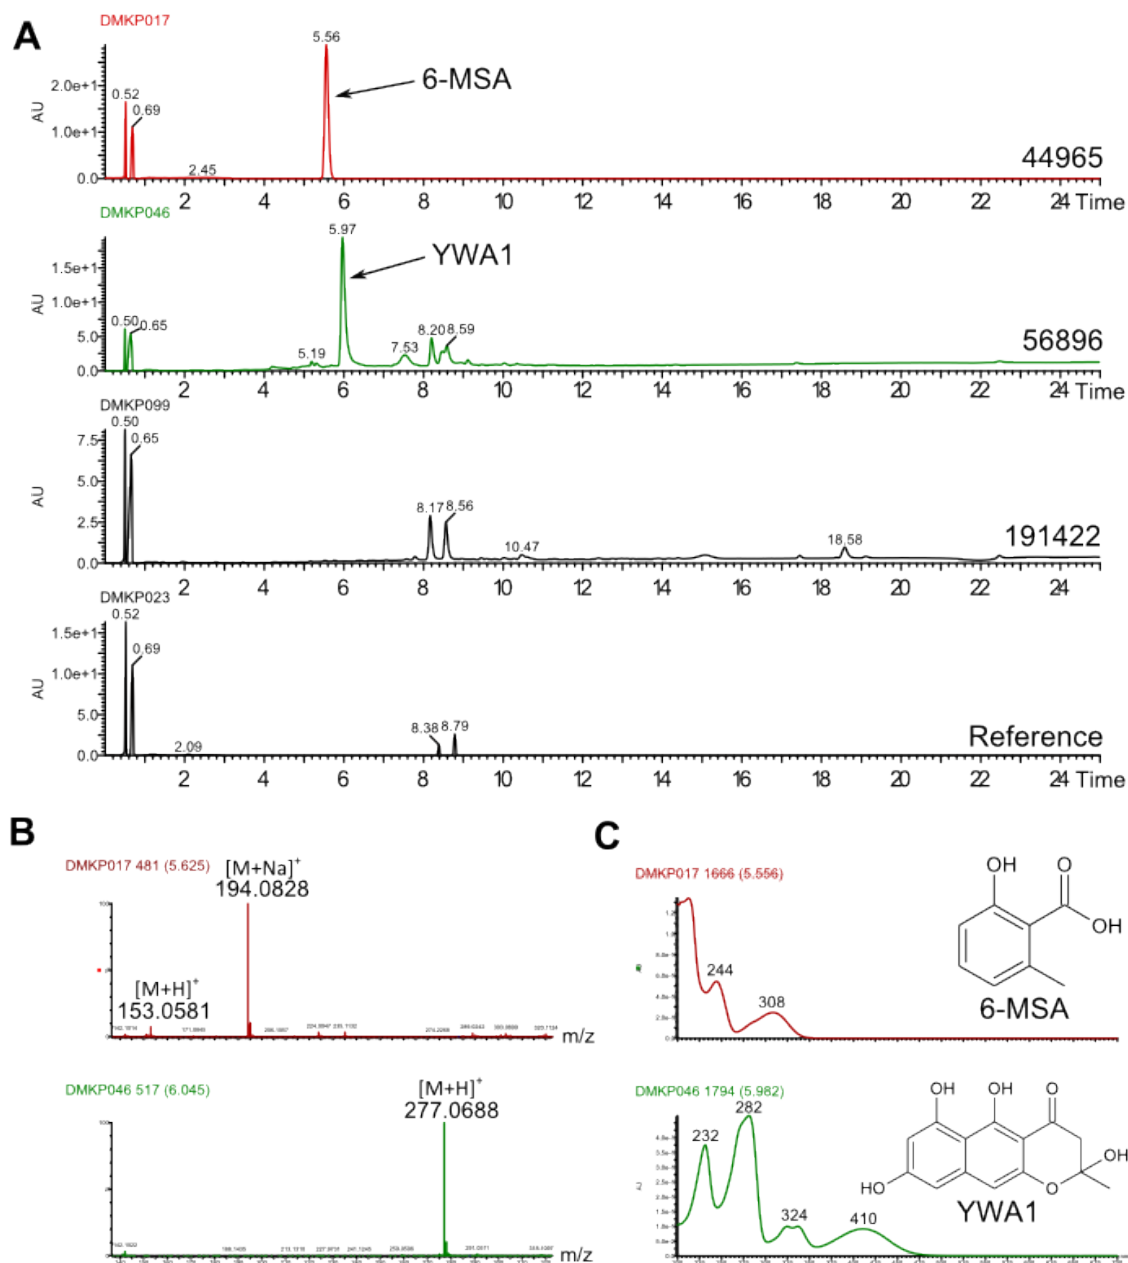 A
DMKP017
5.56
6-MSA
2.0e+1
0.52
0.69
AU
1.0e+1
2.45
44965
0.0
2 4 6 8 10 12 14 16 18 20 22 24 Time
DMKP046
5.97
YWA1
1.5e+1
AU
1.0e+1
0.50 0.65
5.0
5.19
7.53
8.20 8.59
56896
0.0
2 4 6 8 10 12 14 16 18 20 22 24 Time
DMKP099
0.50
7.5
0.65
5.0
AU
2.5
8.17 8.56
10.47
18.58
191422
0.0
2 4 6 8 10 12 14 16 18 20 22 24 Time
DMKP023
0.52
1.5e+1
0.69
1.0e+1
AU
5.0
8.38 8.79
2.09
Reference
0.0
2 4 6 8 10 12 14 16 18 20 22 24 Time
B
DMKP017 481 (5.625)
[M+Na]+
194.0828
100
[M+H]+
153.0581
m/z
DMKP046 517 (6.045)
[M+H]+
277.0688
100
m/z
C
DMKP017 1666 (5.556)
244
308
OH
O
OH
6-MSA
DMKP046 1794 (5.982)
232
282
324
410
OH
OH
O
OH
HO
O
YWA1